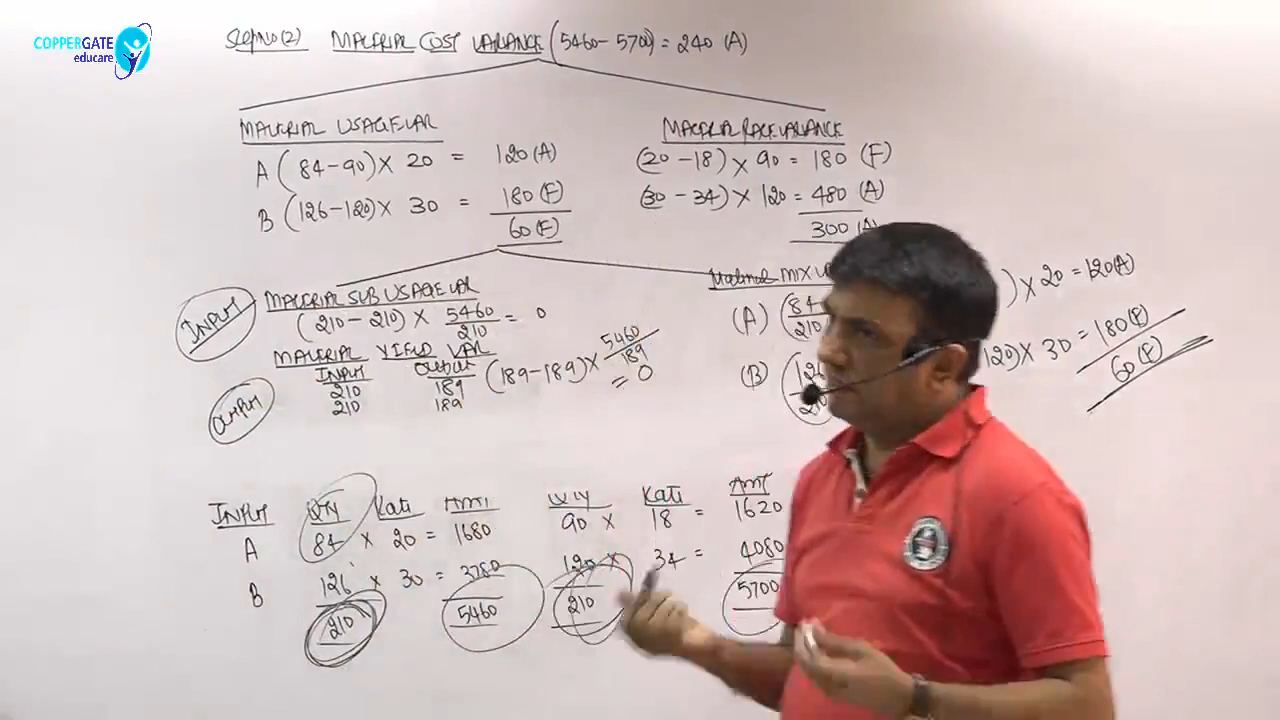 COPPERGATE
educare
Step No (2) MATERIAL COST VARIANCE (5460 - 5700) = 240 (A)
MATERIAL USAGE VAR
A (84-90) × 20 = 120 (A)
B (126-120) × 30 = 180 (F)
60 (F)
MATERIAL RATE VARIANCE
(20-18) × 90 = 180 (F)
(30-34) × 120 = 480 (A)
300 (A)
INPUT
MATERIAL SUB USAGE VAR
(210-210) × 5460/210 = 0
OUTPUT
MATERIAL YIELD VAR
INPUT OUTPUT
210 189
210 189
(189-189) × 5460/189 = 0
Material MIX
(A) (84/210
) × 20 = 120 (A)
(B) (126/210
120) × 30 = 180 (F)
60 (F)
INPUT QTY Rate AMT QTY Rate AMT
A 84 × 20 = 1680 90 × 18 = 1620
B 126 × 30 = 3780 120 × 34 = 4080
210 5460 210 5700